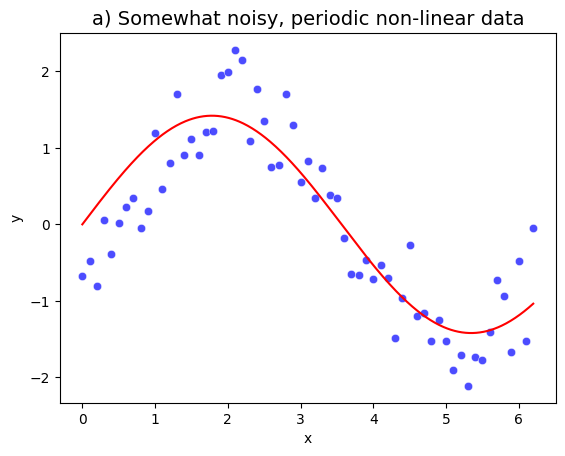 a) Somewhat noisy, periodic non-linear data
2
1
0
−1
−2
y
0 1 2 3 4 5 6
x